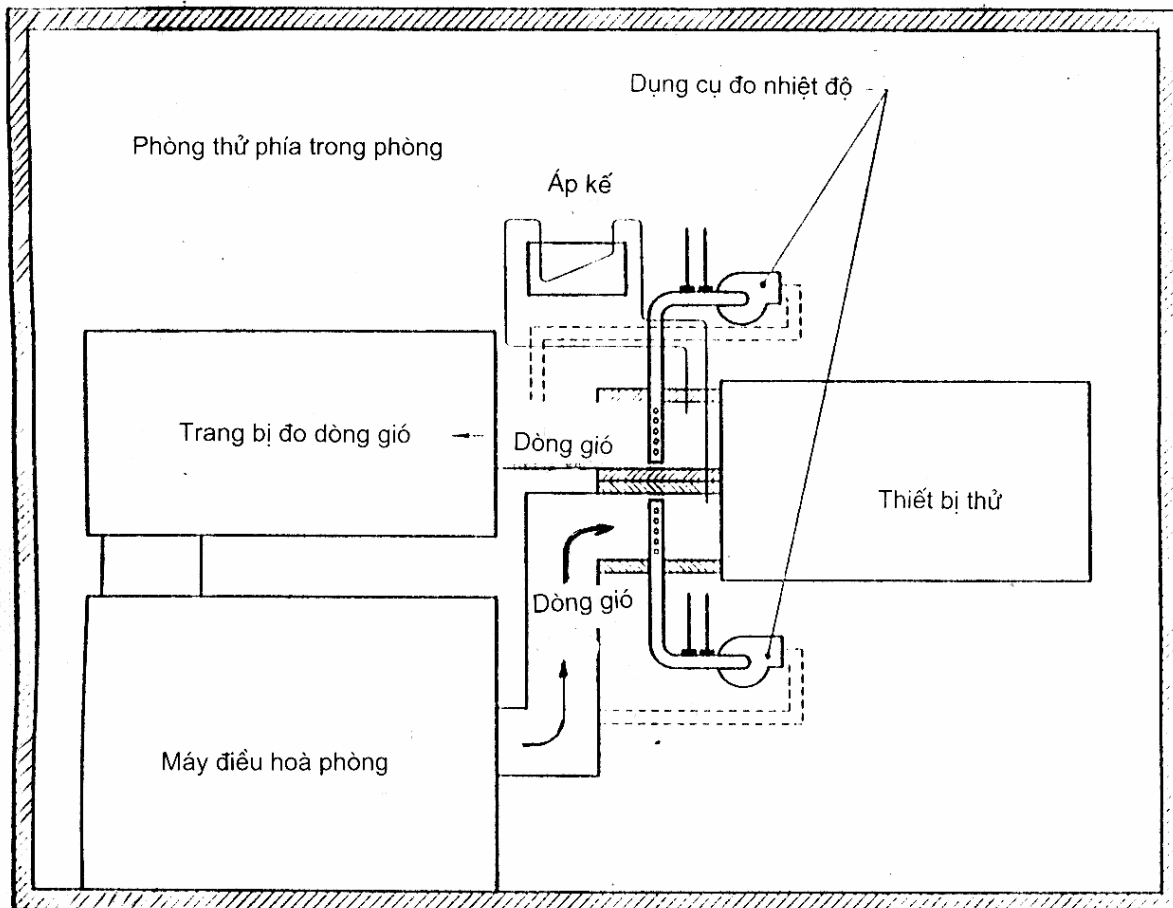 Dụng cụ đo nhiệt độ
Phòng thử phía trong phòng
Áp kế
Trang bị đo dòng gió
Dòng gió
Thiết bị thử
Dòng gió
Máy điều hoà phòng